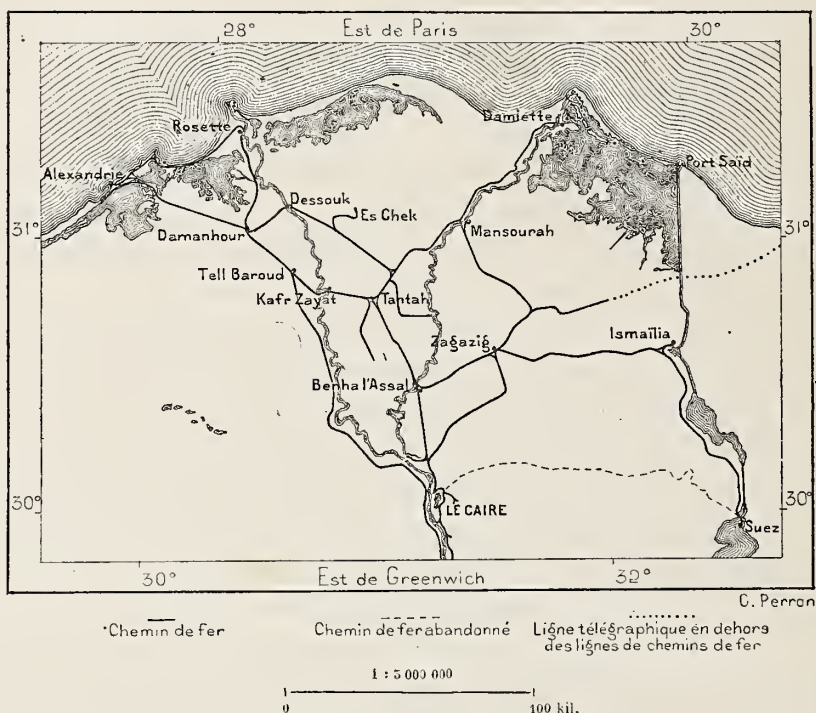 28° Est de Paris 30°
Rosette
Damiette
Alexandrie
Port Saïd
Dessouk
Es Chek
31° Damanhour Mansourah 31°
Tell Baroud
Kafr Zayat Tantah
Zagazig Ismaïlia
Benha l'Assal
30° LE CAIRE 30°
Suez
30° Est de Greenwich 32°
C. Perron
Chemin de fer
Chemin de fer abandonné
Ligne télégraphique en dehors
des lignes de chemins de fer
1 : 3 000 000
0 100 kil.